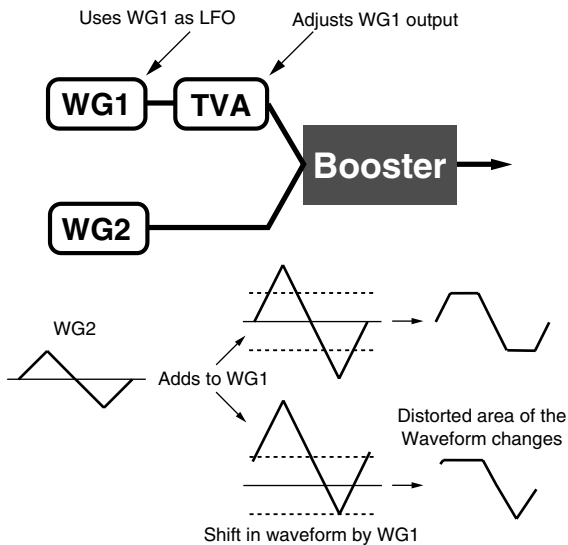 Uses WG1 as LFO
Adjusts WG1 output
WG1
TVA
Booster
WG2
WG2
Adds to WG1
Distorted area of the
Waveform changes
Shift in waveform by WG1